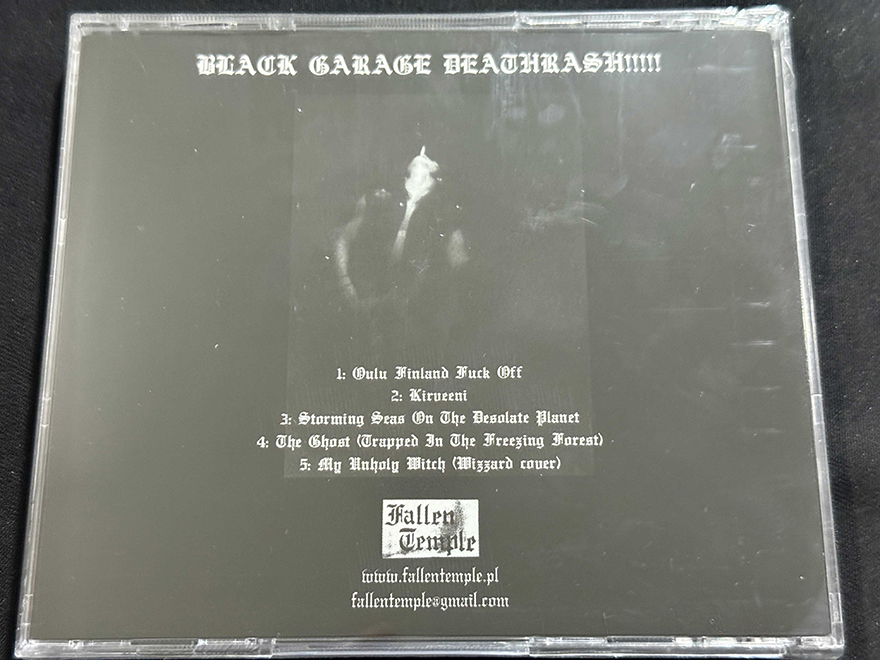 BLACK GARAGE DEATHRASH!!!!!
1: Oulu Finland Fuck Off
2: Kirveeni
3: Storming Seas On The Desolate Planet
4: The Ghost (Trapped In The Freezing Forest)
5: My Unholy Witch (Wizzard cover)
Fallen
Temple
www.fallentemple.pl
fallentemple@gmail.com